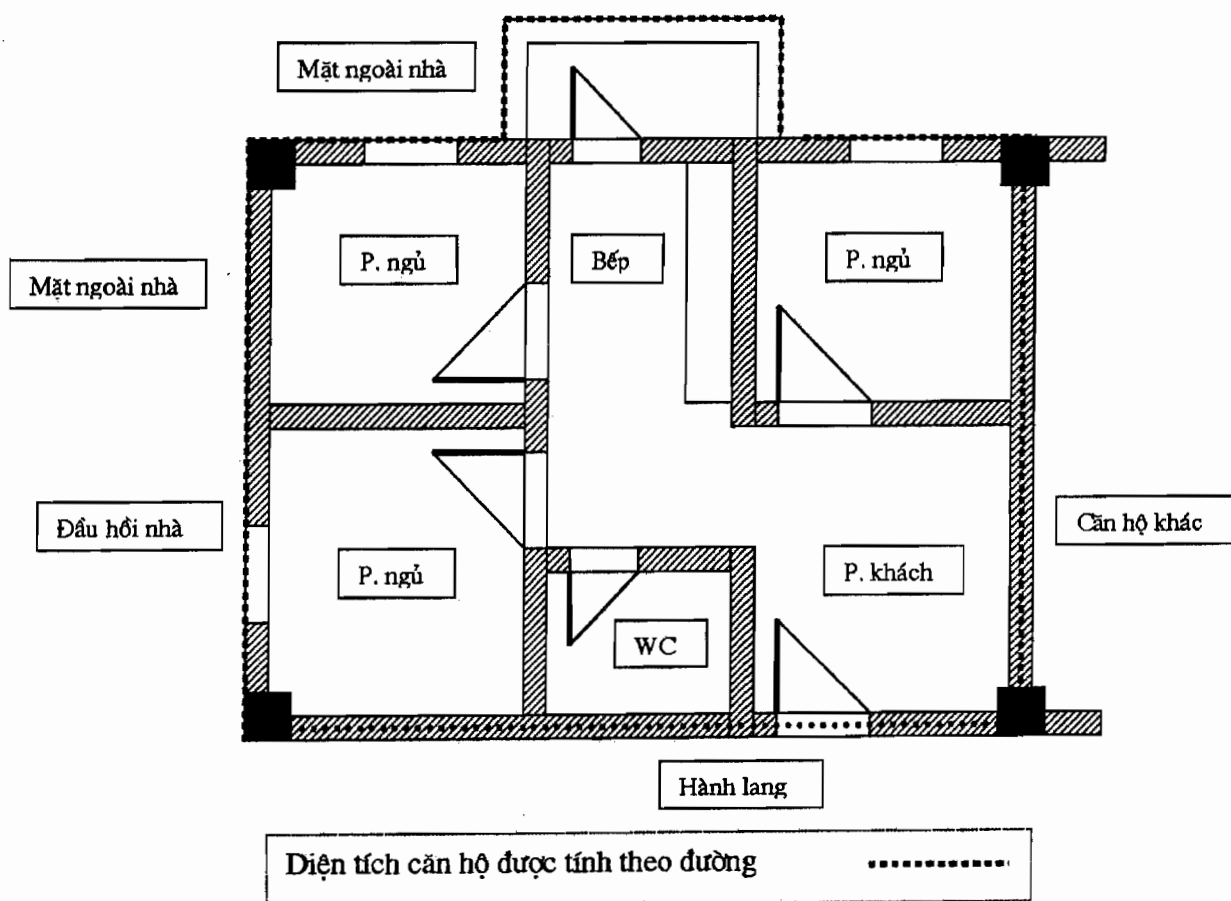 Mặt ngoài nhà
P. ngủ
Bếp
P. ngủ
Mặt ngoài nhà
Đầu hồi nhà
Căn hộ khác
P. ngủ
P. khách
WC
Hành lang
Diện tích căn hộ được tính theo đường